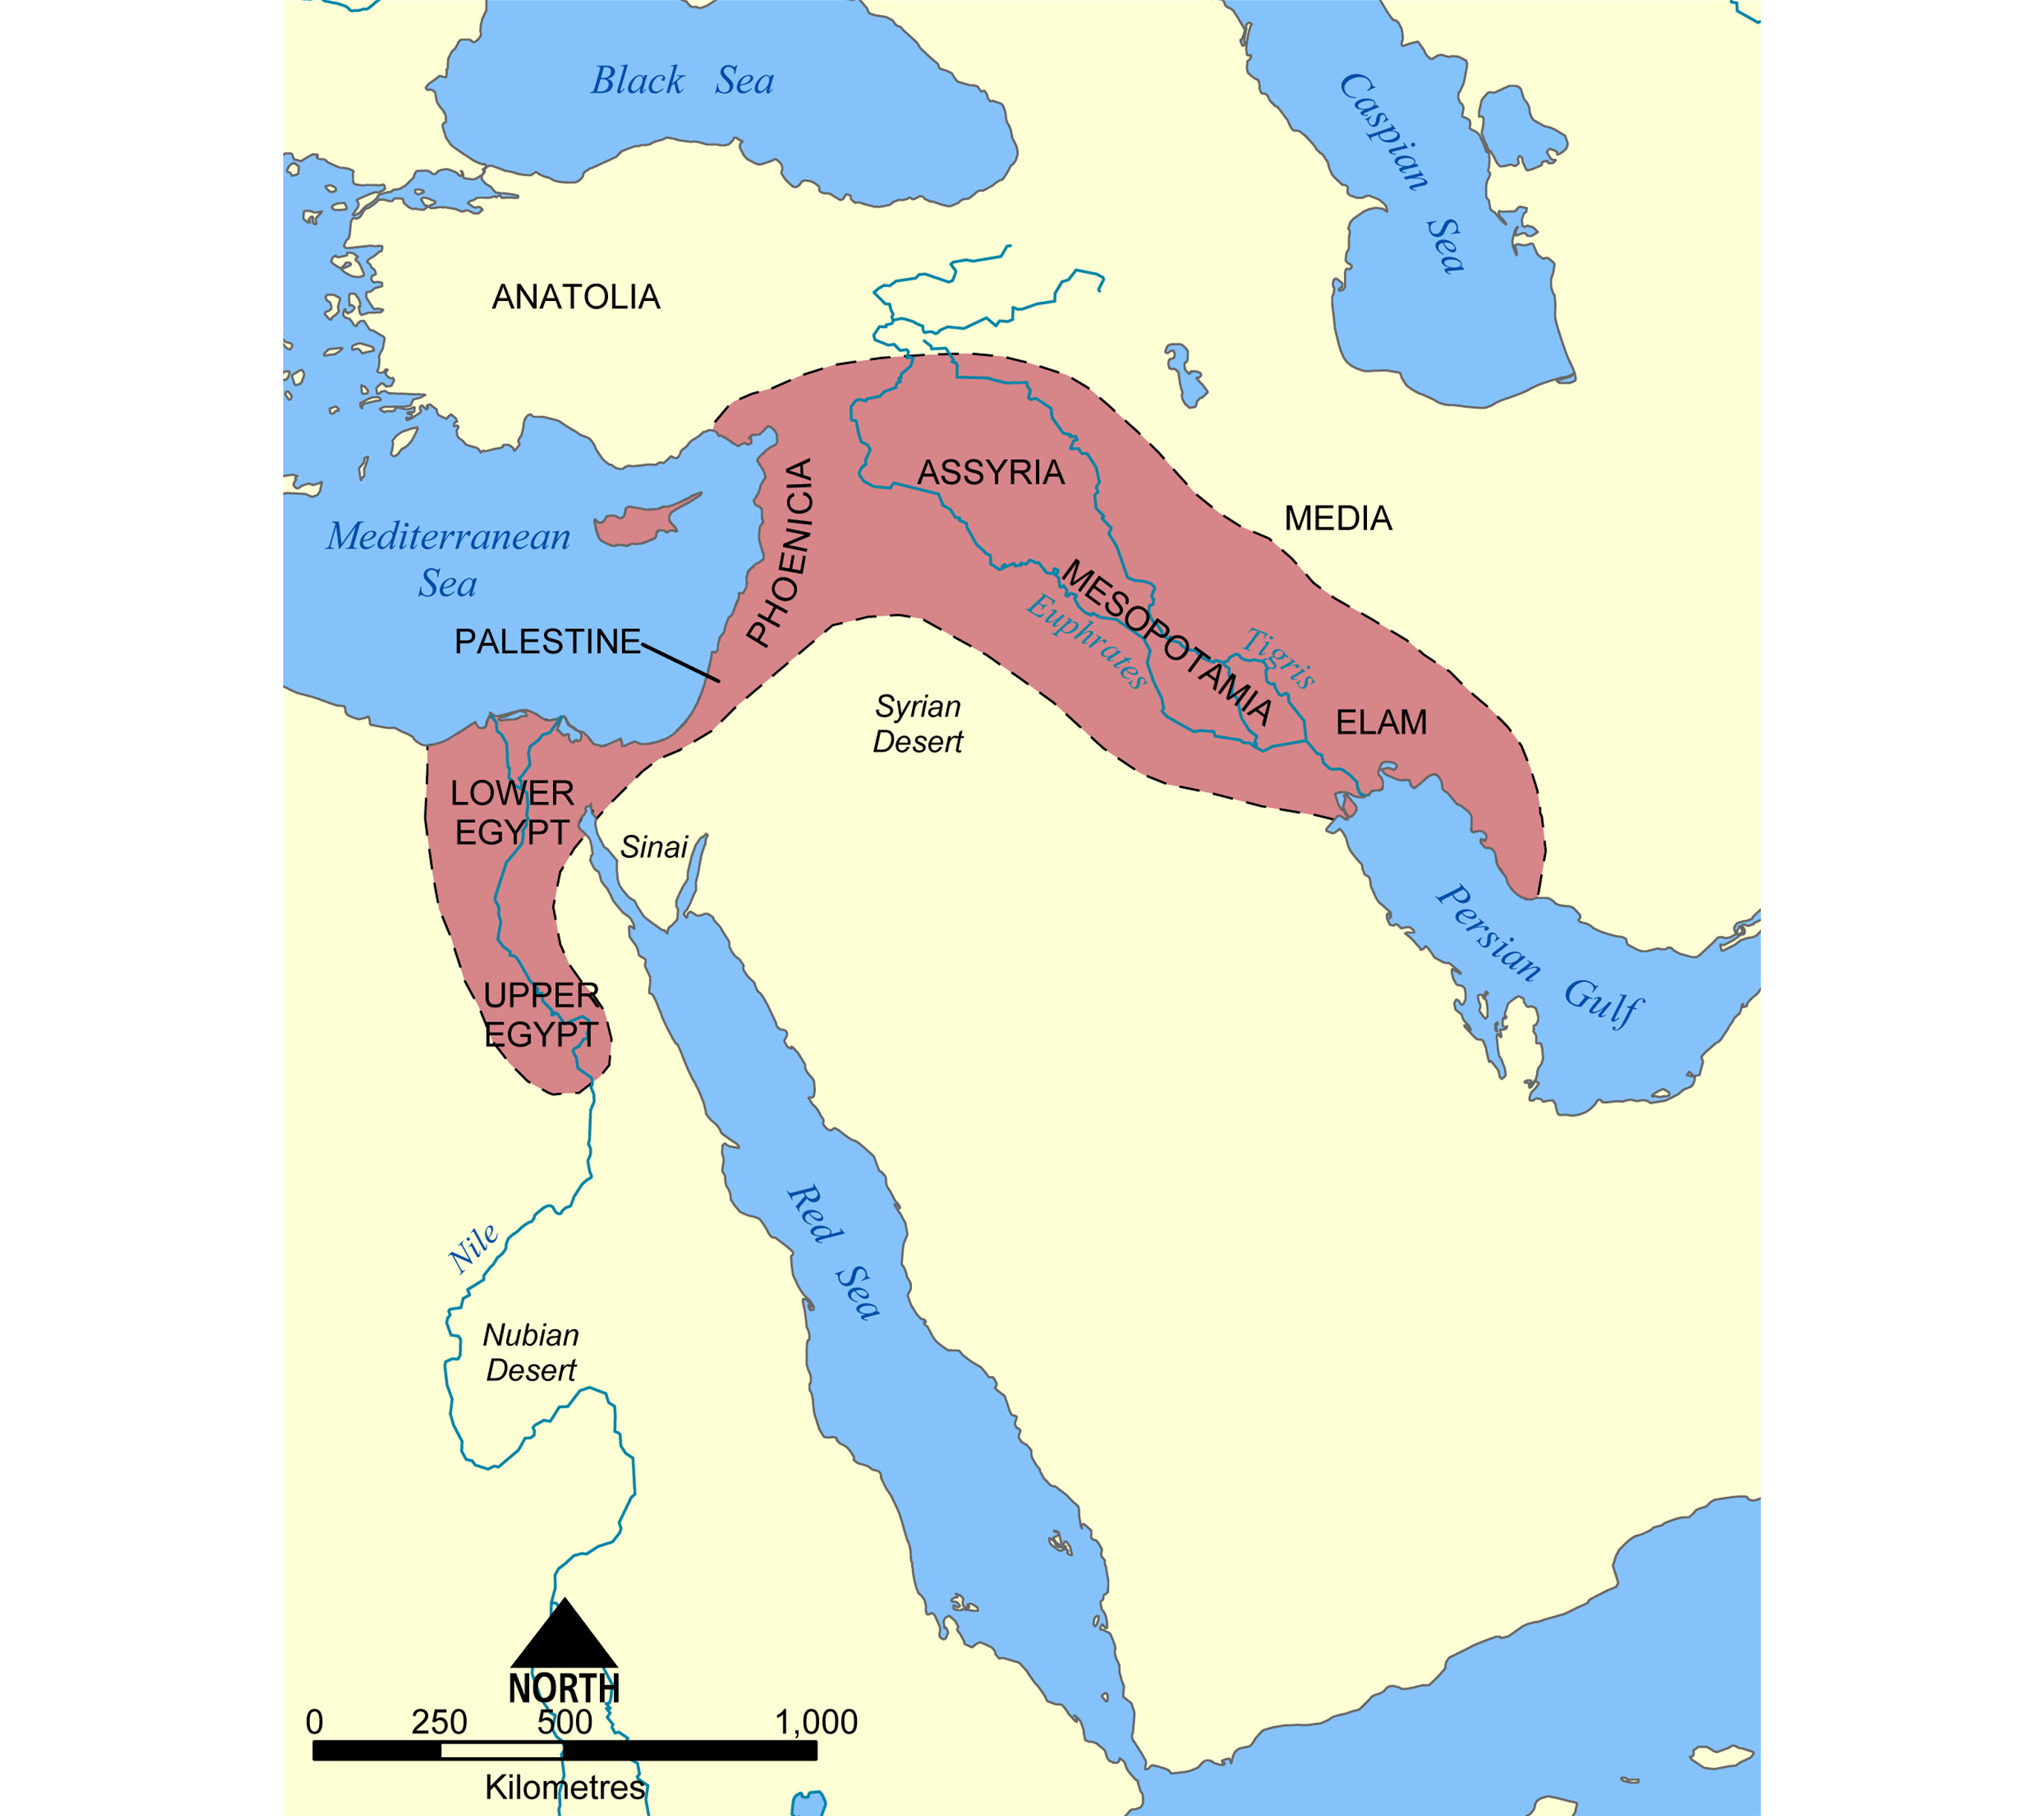 Black Sea
Caspian Sea
ANATOLIA
ASSYRIA
MEDIA
PHOENICIA
Mediterranean
Sea
MESOPOTAMIA
Euphrates
Tigris
PALESTINE
Syrian
Desert
ELAM
LOWER
EGYPT
Sinai
Persian Gulf
UPPER
EGYPT
Red Sea
Nile
Nubian
Desert
NORTH
0 250 500 1,000
Kilometres